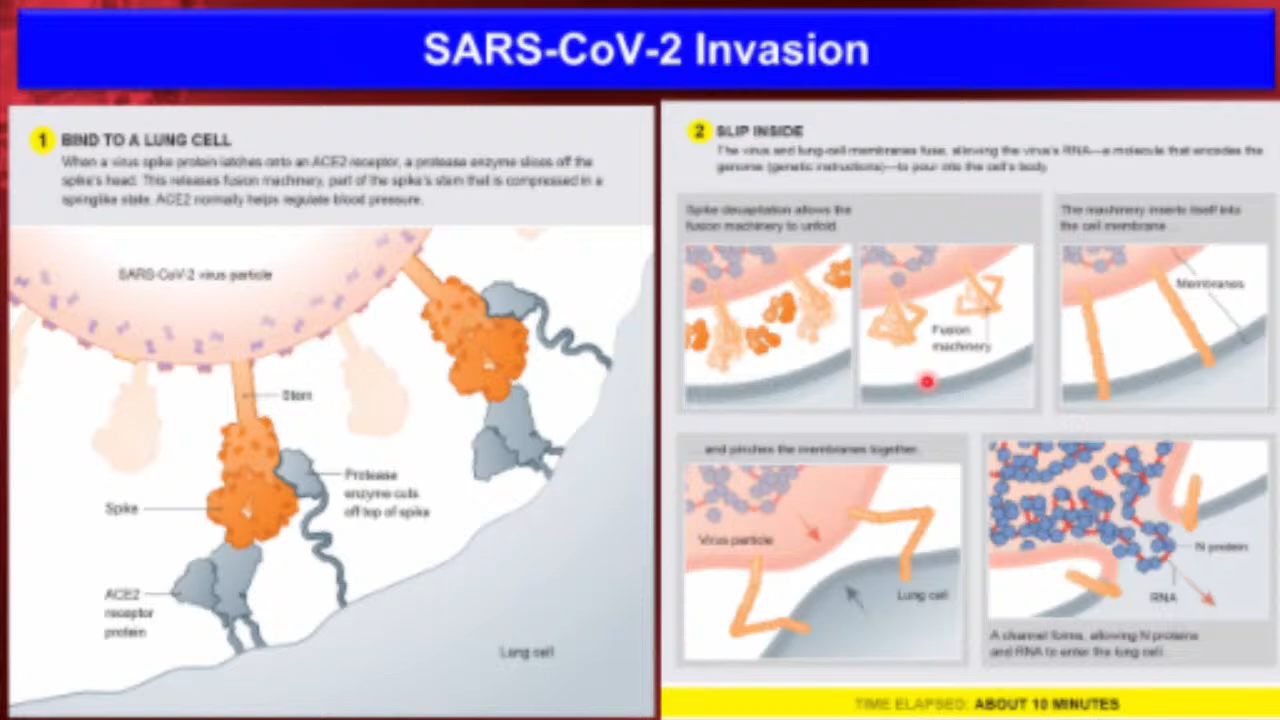 SARS-CoV-2 Invasion
1 BIND TO A LUNG CELL
When a virus spike protein latches onto an ACE2 receptor, a protease enzyme slices off the
spike's head. This releases fusion machinery, part of the spike's stem that is compressed in a
springlike state. ACE2 normally helps regulate blood pressure.
SARS-CoV-2 virus particle
Stem
Protease
enzyme cuts
off top of spike
Spike
ACE2
receptor
protein
Lung cell
2 SLIP INSIDE
The virus and lung-cell membranes fuse, allowing the virus's RNA—a molecule that encodes the
genome (genetic instructions)—to pour into the cell's body.
Spike decapitation allows the
fusion machinery to unfold.
Fusion
machinery
The machinery inserts itself into
the cell membrane ...
Membranes
... and pinches the membranes together.
Virus particle
Lung cell
N protein
RNA
A channel forms, allowing N proteins
and RNA to enter the lung cell.
TIME ELAPSED: ABOUT 10 MINUTES